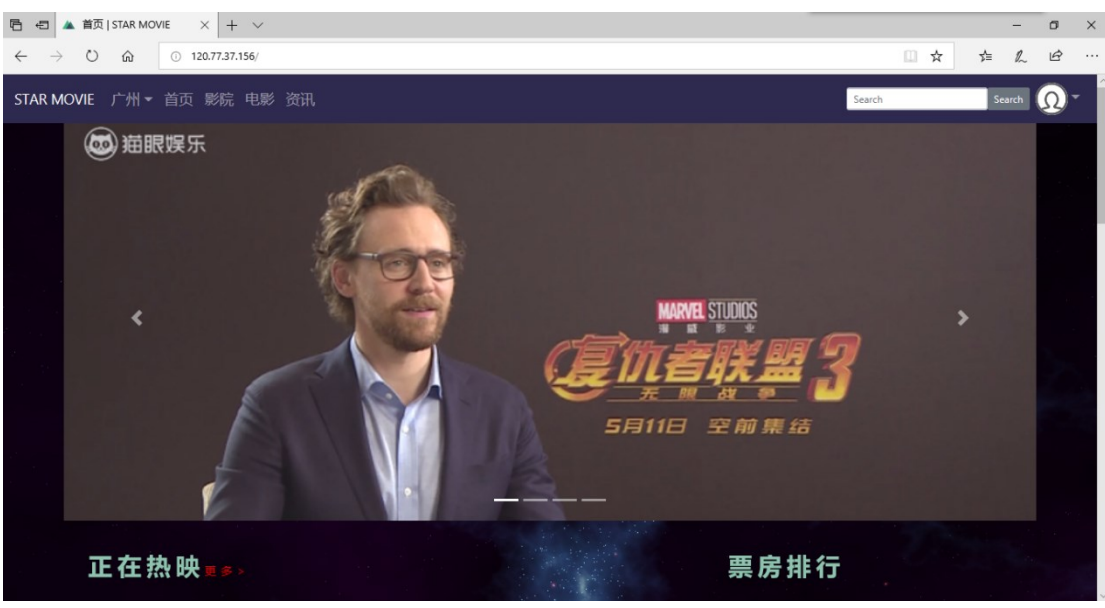 首页 | STAR MOVIE
120.77.37.156/
STAR MOVIE 广州 首页 影院 电影 资讯 Search Search
猫眼娱乐
MARVEL STUDIOS
漫威影业
复仇者联盟3
无限战争
5月11日 空前集结
正在热映 更多 >
票房排行